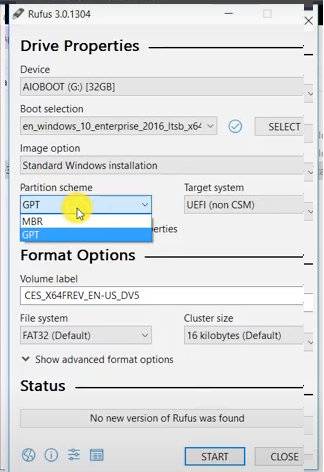 Rufus 3.0.1304
Drive Properties
Device
AIOBOOT (G:) [32GB]
Boot selection
en_windows_10_enterprise_2016_ltsb_x64
SELECT
Image option
Standard Windows installation
Partition scheme
Target system
GPT
UEFI (non CSM)
MBR
GPT
perties
Format Options
Volume label
CES_X64FREV_EN-US_DV5
File system
Cluster size
FAT32 (Default)
16 kilobytes (Default)
Show advanced format options
Status
No new version of Rufus was found
START
CLOSE